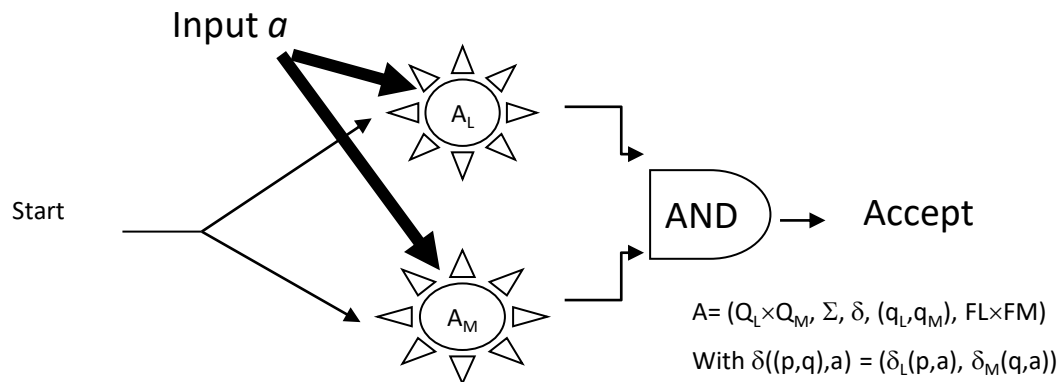 Input a
A_L
Start
AND
Accept
A_M
A= (Q_L×Q_M, Σ, δ, (q_L,q_M), FL×FM)
With δ((p,q),a) = (δ_L(p,a), δ_M(q,a))